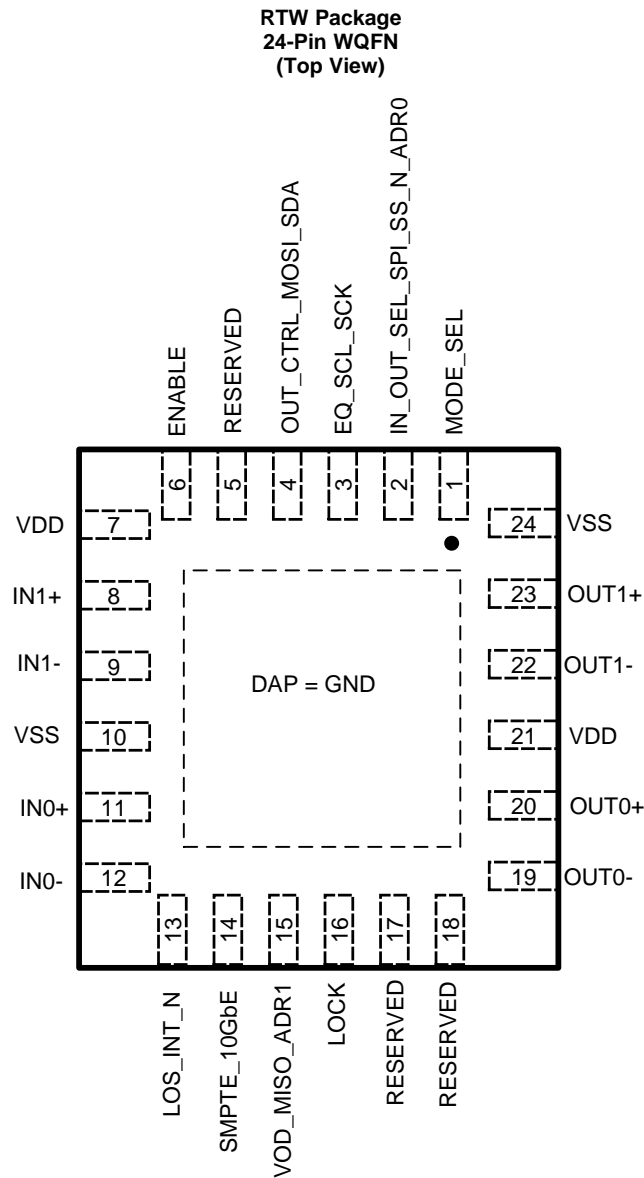 RTW Package
24-Pin WQFN
(Top View)
ENABLE
RESERVED
OUT_CTRL_MOSI_SDA
EQ_SCL_SCK
IN_OUT_SEL_SPI_SS_N_ADR0
MODE_SEL
6
5
4
3
2
1
VDD
7
24
VSS
IN1+
8
23
OUT1+
IN1-
9
22
OUT1-
DAP = GND
VSS
10
21
VDD
IN0+
11
20
OUT0+
IN0-
12
19
OUT0-
13
14
15
16
17
18
LOS_INT_N
SMPTE_10GbE
VOD_MISO_ADR1
LOCK
RESERVED
RESERVED